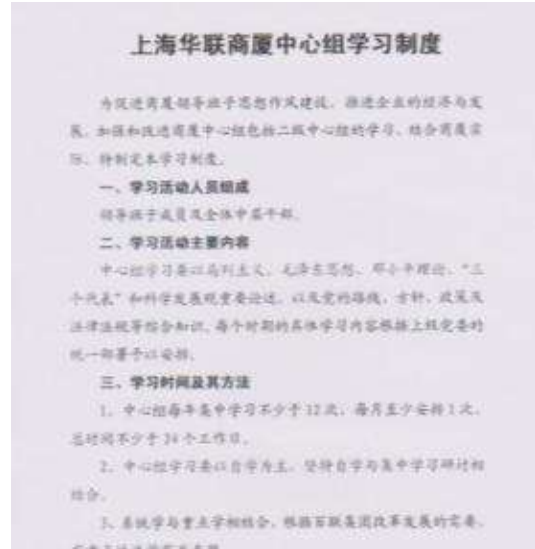 上海华联商厦中心组学习制度
为促进商厦领导班子思想作风建设，推进企业的经济与发
展，加强和改进商厦中心组包括二级中心组的学习，结合商厦实
际，特制定本学习制度。
一、学习活动人员组成
领导班子成员及全体中层干部。
二、学习活动主要内容
中心组学习要以马列主义、毛泽东思想、邓小平理论、“三
个代表”和科学发展观重要论述，以及党的路线、方针、政策及
法律法规等综合知识，每个时期的具体学习内容根据上级党委的
统一部署予以安排。
三、学习时间及其方法
1、中心组每年集中学习不少于12次，每月至少安排1次，
总时间不少于 个工作日。
2、中心组学习要以自学为主，坚持自学与集中学习研讨相
结合。
3、系统学与重点学相结合。根据百联集团改革发展的需要，